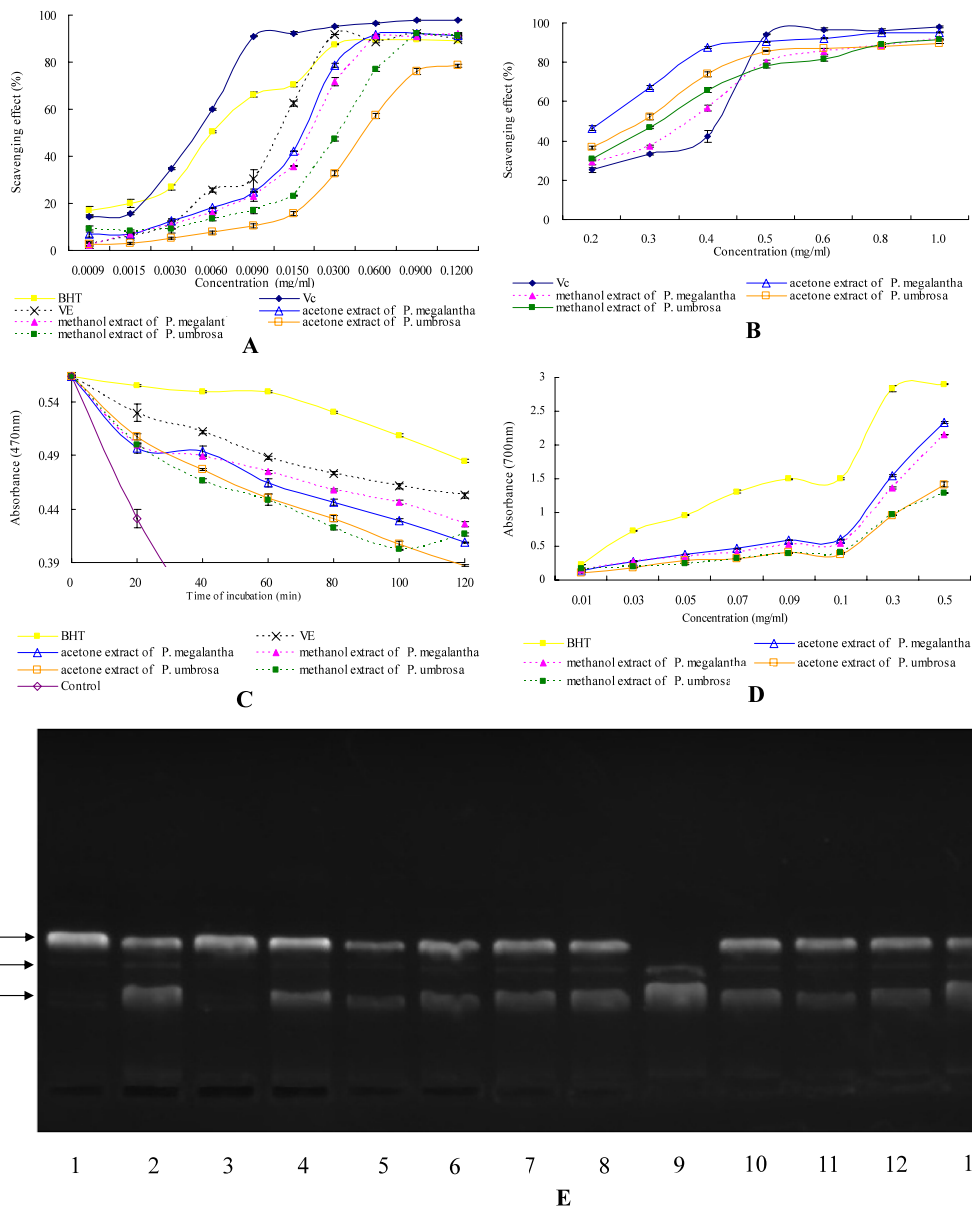 100
80
60
40
20
0
Scavenging effect (%)
0.0009 0.0015 0.0030 0.0060 0.0090 0.0150 0.0300 0.0600 0.0900 0.1200
Concentration (mg/ml)
BHT
Vc
VE
acetone extract of P. megalantha
methanol extract of P. megalant
acetone extract of P. umbrosa
methanol extract of P. umbrosa
A
100
80
60
40
20
0
Scavenging effect (%)
0.2 0.3 0.4 0.5 0.6 0.8 1.0
Concentration (mg/ml)
Vc
acetone extract of P. megalantha
methanol extract of P. megalantha
acetone extract of P. umbrosa
methanol extract of P. umbrosa
B
0.54
0.49
0.44
0.39
Absorbance (470nm)
0 20 40 60 80 100 120
Time of incubation (min)
BHT
VE
acetone extract of P. megalantha
methanol extract of P. megalantha
acetone extract of P. umbrosa
methanol extract of P. umbrosa
Control
C
3
2.5
2
1.5
1
0.5
0
Absorbance (700nm)
0.01 0.03 0.05 0.07 0.09 0.1 0.3 0.5
Concentration (mg/ml)
BHT
acetone extract of P. megalantha
methanol extract of P. megalantha
acetone extract of P. umbrosa
methanol extract of P. umbrosa
D
1 2 3 4 5 6 7 8 9 10 11 12 1
E